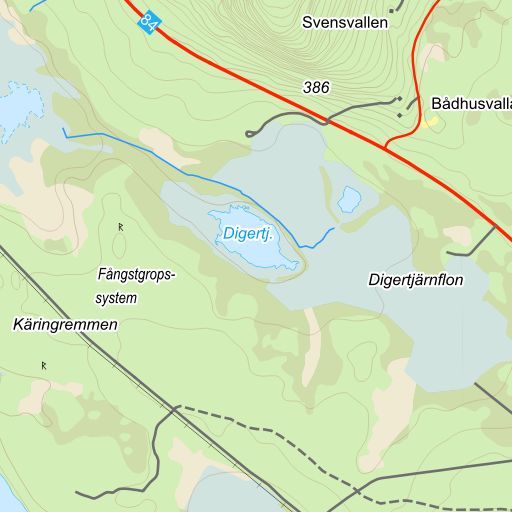 Svensvallen
84
386
Bådhusvalla
Digertj.
Fångstgrops-
system
Digertjärnflon
Käringremmen
R
R